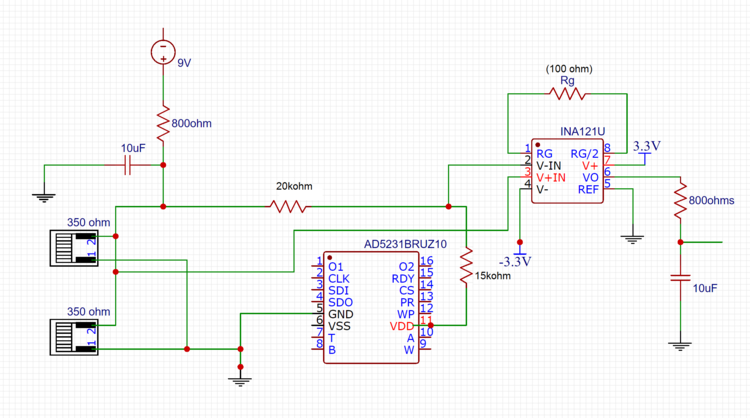 (100 ohm)
Rg
−
+
9V
800ohm
10uF
INA121U
1 RG RG/2 8
2 V-IN V+ 7
3 V+IN VO 6
4 V- REF 5
3.3V
-3.3V
20kohm
800ohms
350 ohm
2
1
AD5231BRUZ10
1 O1 O2 16
2 CLK RDY 15
3 SDI CS 14
4 SDO PR 13
5 GND WP 12
6 VSS VDD 11
7 T A 10
8 B W 9
15kohm
10uF
350 ohm
2
1